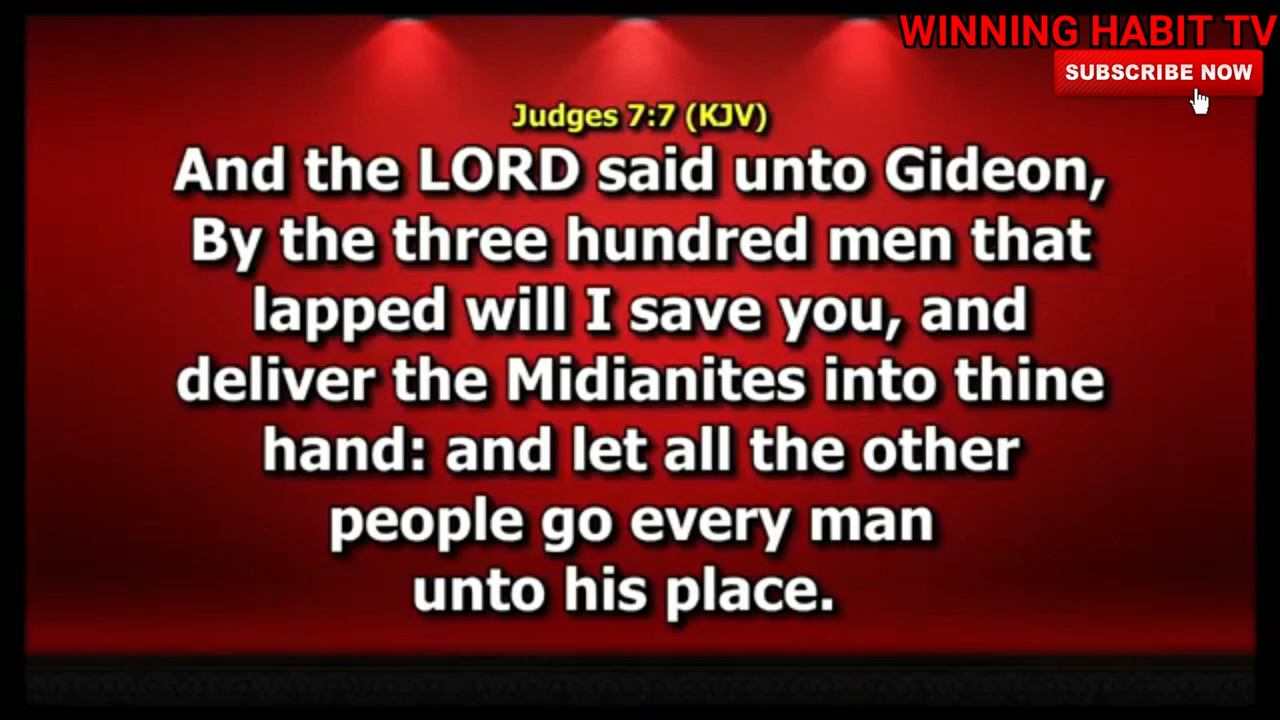 WINNING HABIT TV
SUBSCRIBE NOW
Judges 7:7 (KJV)
And the LORD said unto Gideon,
By the three hundred men that
lapped will I save you, and
deliver the Midianites into thine
hand: and let all the other
people go every man
unto his place.